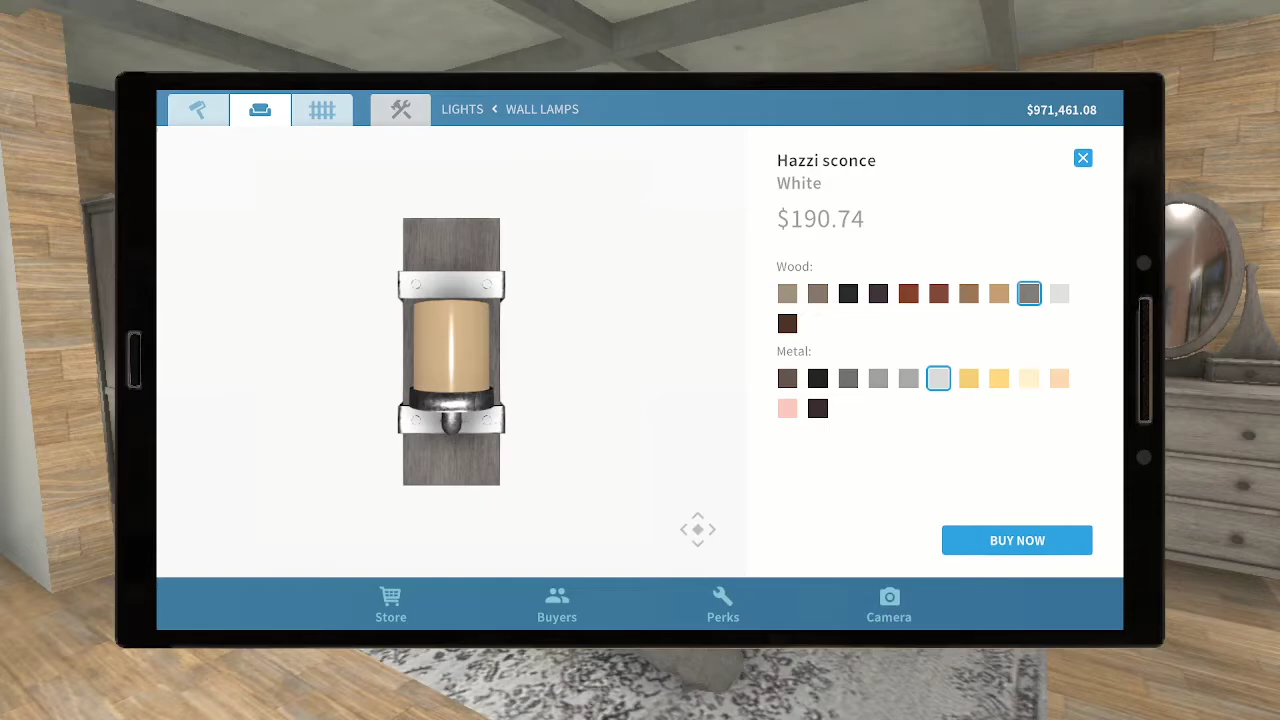 LIGHTS < WALL LAMPS
$971,461.08
Hazzi sconce
White
$190.74
Wood:
Metal:
BUY NOW
Store
Buyers
Perks
Camera